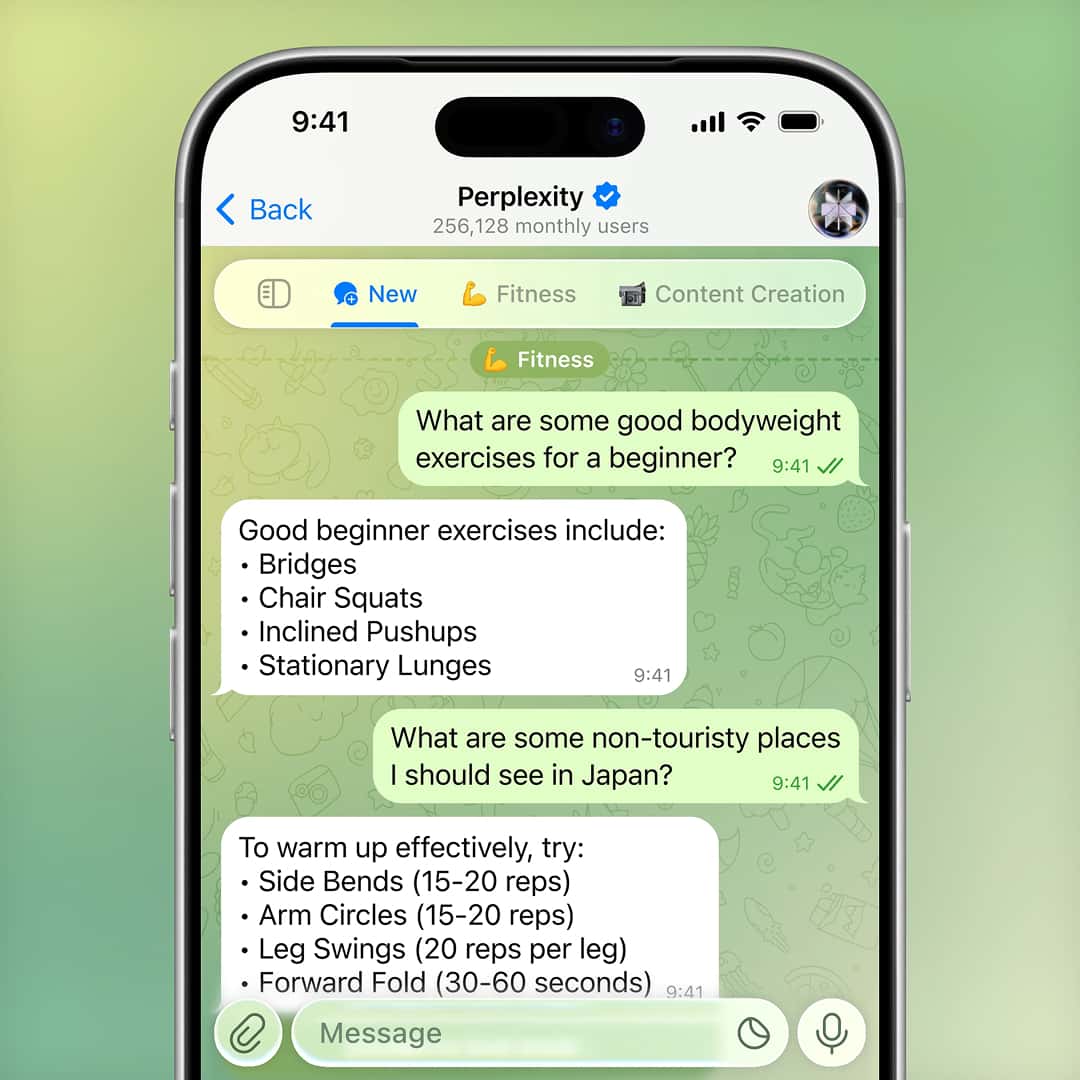 9:41
Back
Perplexity
256,128 monthly users
New
💪 Fitness
Content Creation
💪 Fitness
What are some good bodyweight
exercises for a beginner?
9:41
Good beginner exercises include:
• Bridges
• Chair Squats
• Inclined Pushups
• Stationary Lunges
9:41
What are some non-touristy places
I should see in Japan?
9:41
To warm up effectively, try:
• Side Bends (15-20 reps)
• Arm Circles (15-20 reps)
• Leg Swings (20 reps per leg)
• Forward Fold (30-60 seconds)
9:41
Message